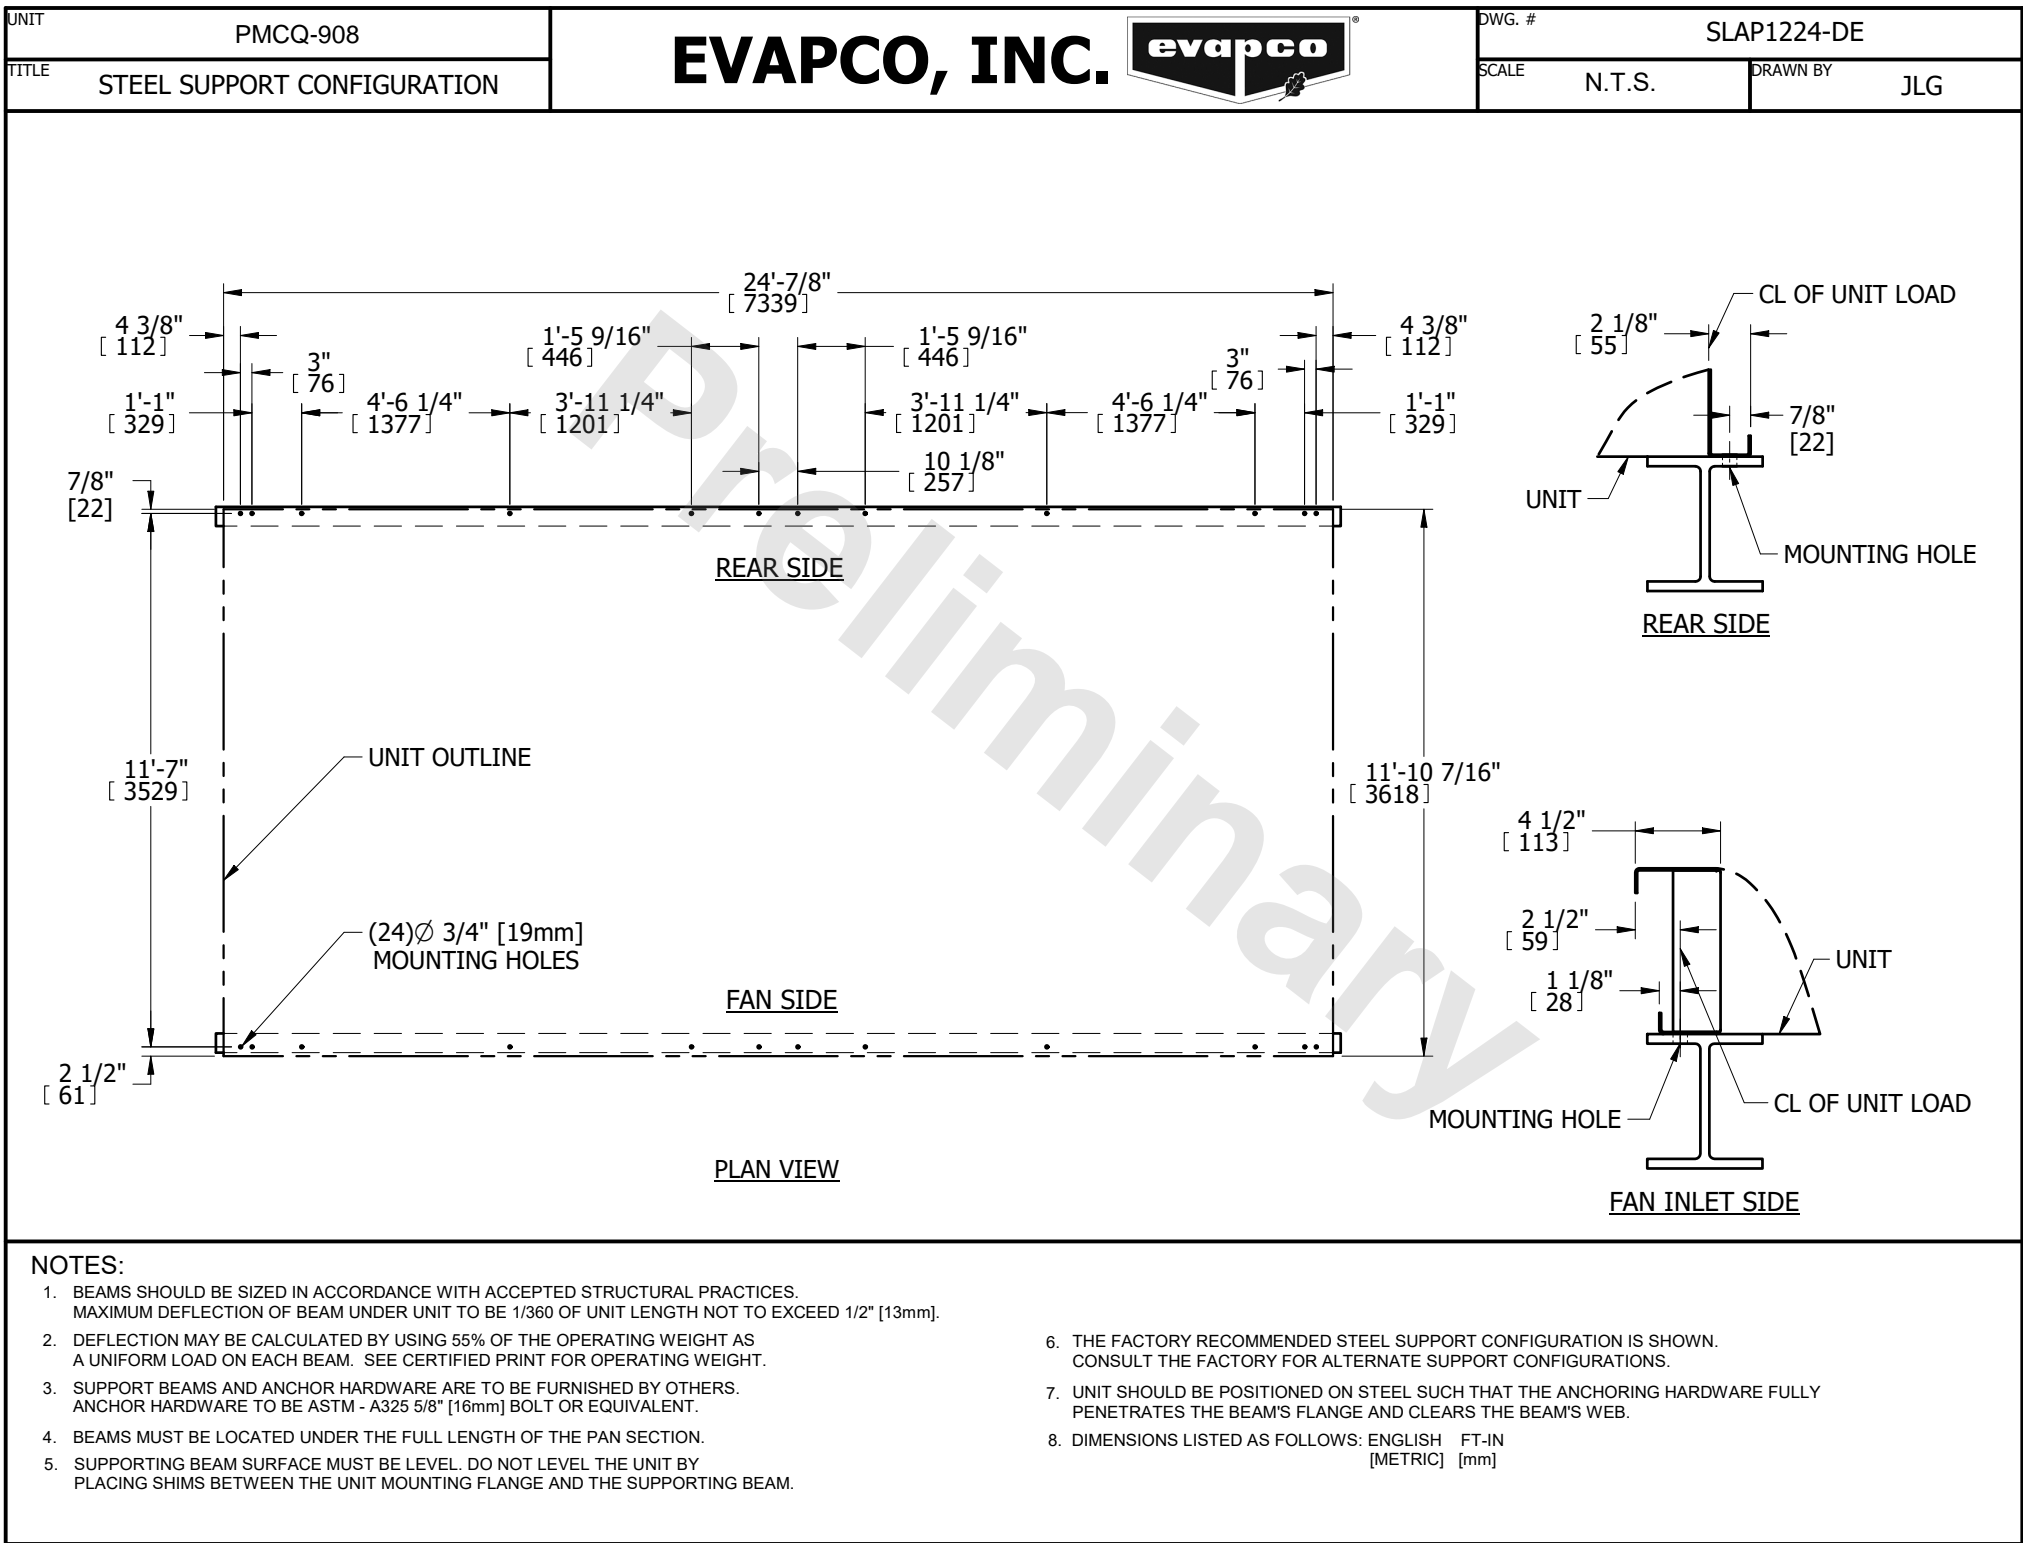 UNIT
PMCQ-908
TITLE
STEEL SUPPORT CONFIGURATION
EVAPCO, INC.
evapco®
DWG. #
SLAP1224-DE
SCALE
N.T.S.
DRAWN BY
JLG
24'-7/8"
[ 7339]
4 3/8"
[ 112]
3"
[ 76]
1'-5 9/16"
[ 446]
1'-5 9/16"
[ 446]
3"
[ 76]
4 3/8"
[ 112]
1'-1"
[ 329]
4'-6 1/4"
[ 1377]
3'-11 1/4"
[ 1201]
3'-11 1/4"
[ 1201]
4'-6 1/4"
[ 1377]
1'-1"
[ 329]
10 1/8"
[ 257]
7/8"
[22]
REAR SIDE
UNIT OUTLINE
11'-7"
[ 3529]
11'-10 7/16"
[ 3618]
(24)Ø 3/4" [19mm]
MOUNTING HOLES
FAN SIDE
2 1/2"
[ 61]
PLAN VIEW
Preliminary
CL OF UNIT LOAD
2 1/8"
[ 55]
7/8"
[22]
UNIT
MOUNTING HOLE
REAR SIDE
4 1/2"
[ 113]
2 1/2"
[ 59]
1 1/8"
[ 28]
UNIT
CL OF UNIT LOAD
MOUNTING HOLE
FAN INLET SIDE
NOTES:
1. BEAMS SHOULD BE SIZED IN ACCORDANCE WITH ACCEPTED STRUCTURAL PRACTICES.
MAXIMUM DEFLECTION OF BEAM UNDER UNIT TO BE 1/360 OF UNIT LENGTH NOT TO EXCEED 1/2" [13mm].
2. DEFLECTION MAY BE CALCULATED BY USING 55% OF THE OPERATING WEIGHT AS
A UNIFORM LOAD ON EACH BEAM. SEE CERTIFIED PRINT FOR OPERATING WEIGHT.
3. SUPPORT BEAMS AND ANCHOR HARDWARE ARE TO BE FURNISHED BY OTHERS.
ANCHOR HARDWARE TO BE ASTM - A325 5/8" [16mm] BOLT OR EQUIVALENT.
4. BEAMS MUST BE LOCATED UNDER THE FULL LENGTH OF THE PAN SECTION.
5. SUPPORTING BEAM SURFACE MUST BE LEVEL. DO NOT LEVEL THE UNIT BY
PLACING SHIMS BETWEEN THE UNIT MOUNTING FLANGE AND THE SUPPORTING BEAM.
6. THE FACTORY RECOMMENDED STEEL SUPPORT CONFIGURATION IS SHOWN.
CONSULT THE FACTORY FOR ALTERNATE SUPPORT CONFIGURATIONS.
7. UNIT SHOULD BE POSITIONED ON STEEL SUCH THAT THE ANCHORING HARDWARE FULLY
PENETRATES THE BEAM'S FLANGE AND CLEARS THE BEAM'S WEB.
8. DIMENSIONS LISTED AS FOLLOWS: ENGLISH FT-IN
[METRIC] [mm]